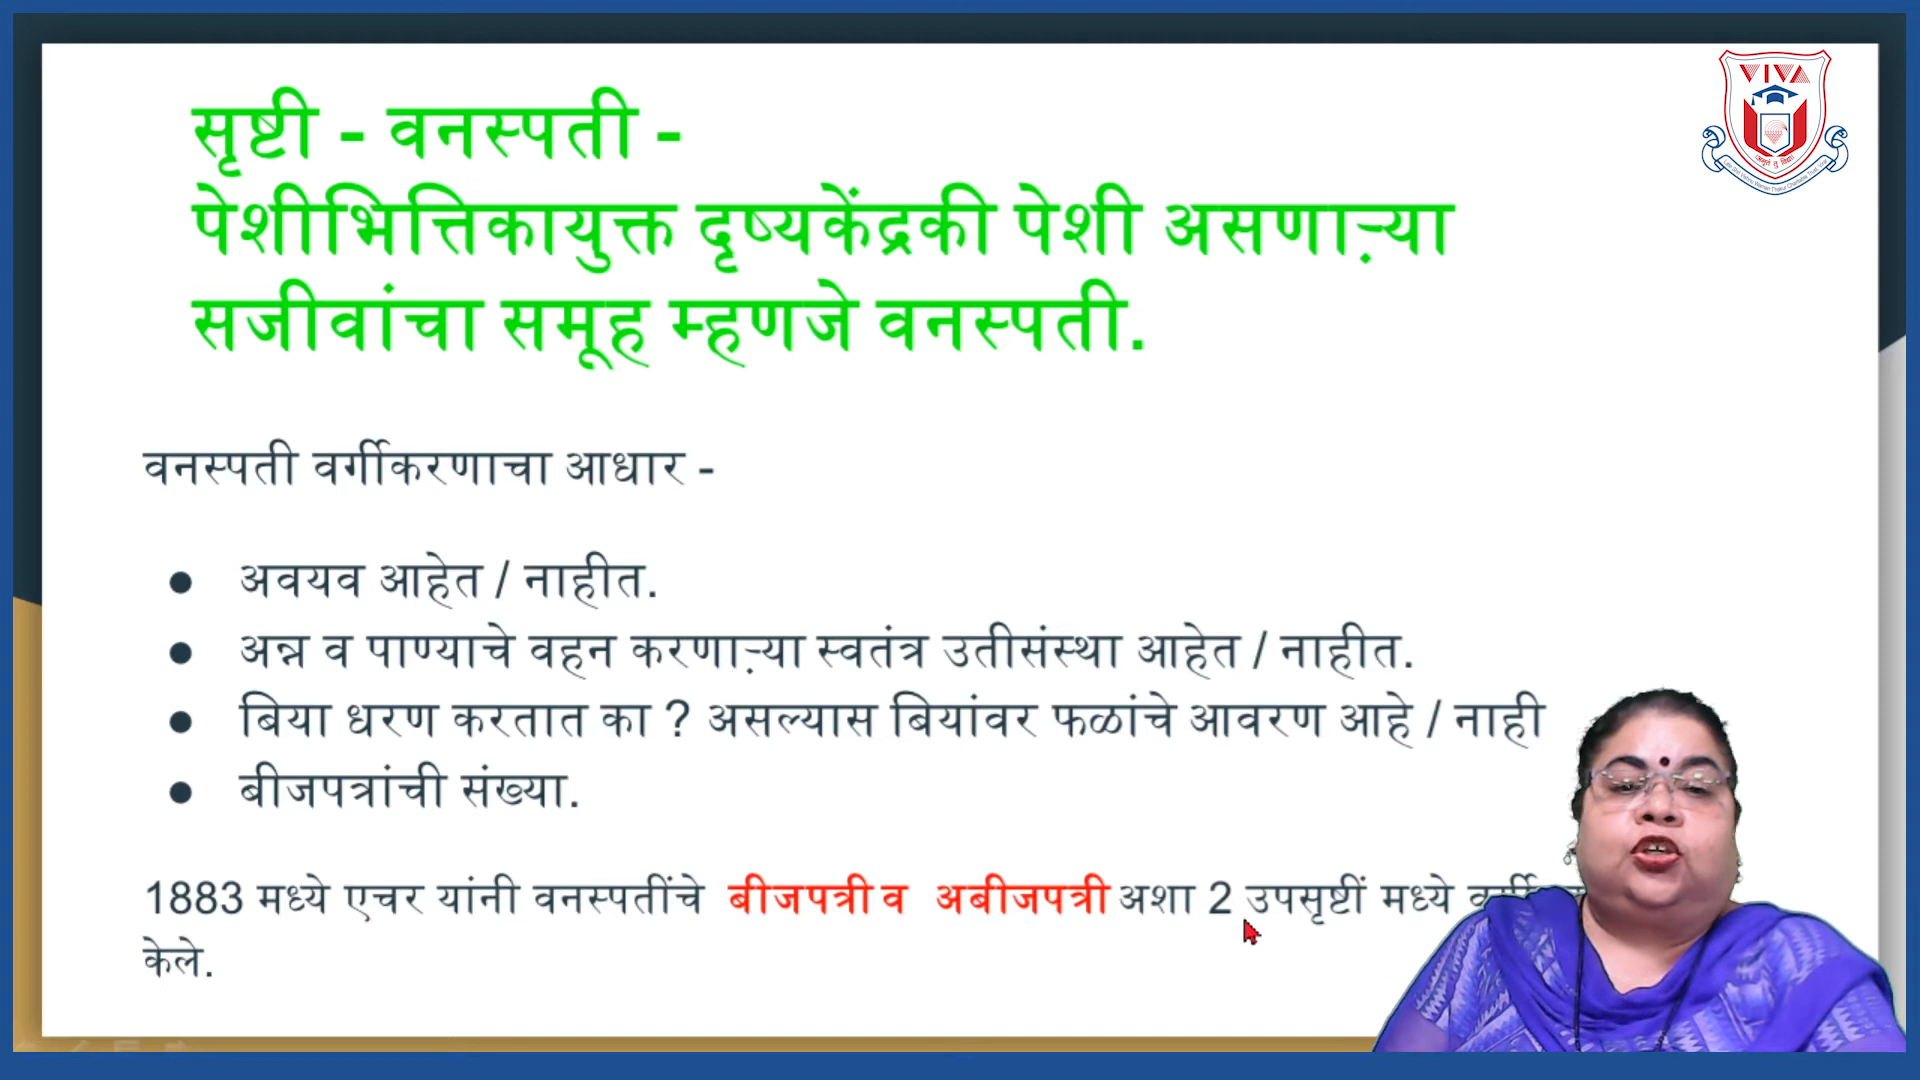 VIVA
सृष्टी - वनस्पती -
पेशीभित्तिकायुक्त दृष्यकेंद्रकी पेशी असणाऱ्या
सजीवांचा समूह म्हणजे वनस्पती.
वनस्पती वर्गीकरणाचा आधार -
● अवयव आहेत / नाहीत.
● अन्न व पाण्याचे वहन करणाऱ्या स्वतंत्र उतीसंस्था आहेत / नाहीत.
● बिया धरण करतात का ? असल्यास बियांवर फळांचे आवरण आहे / नाही
● बीजपत्रांची संख्या.
1883 मध्ये एचर यांनी वनस्पतींचे बीजपत्री व अबीजपत्री अशा 2 उपसृष्टीं मध्ये
केले.